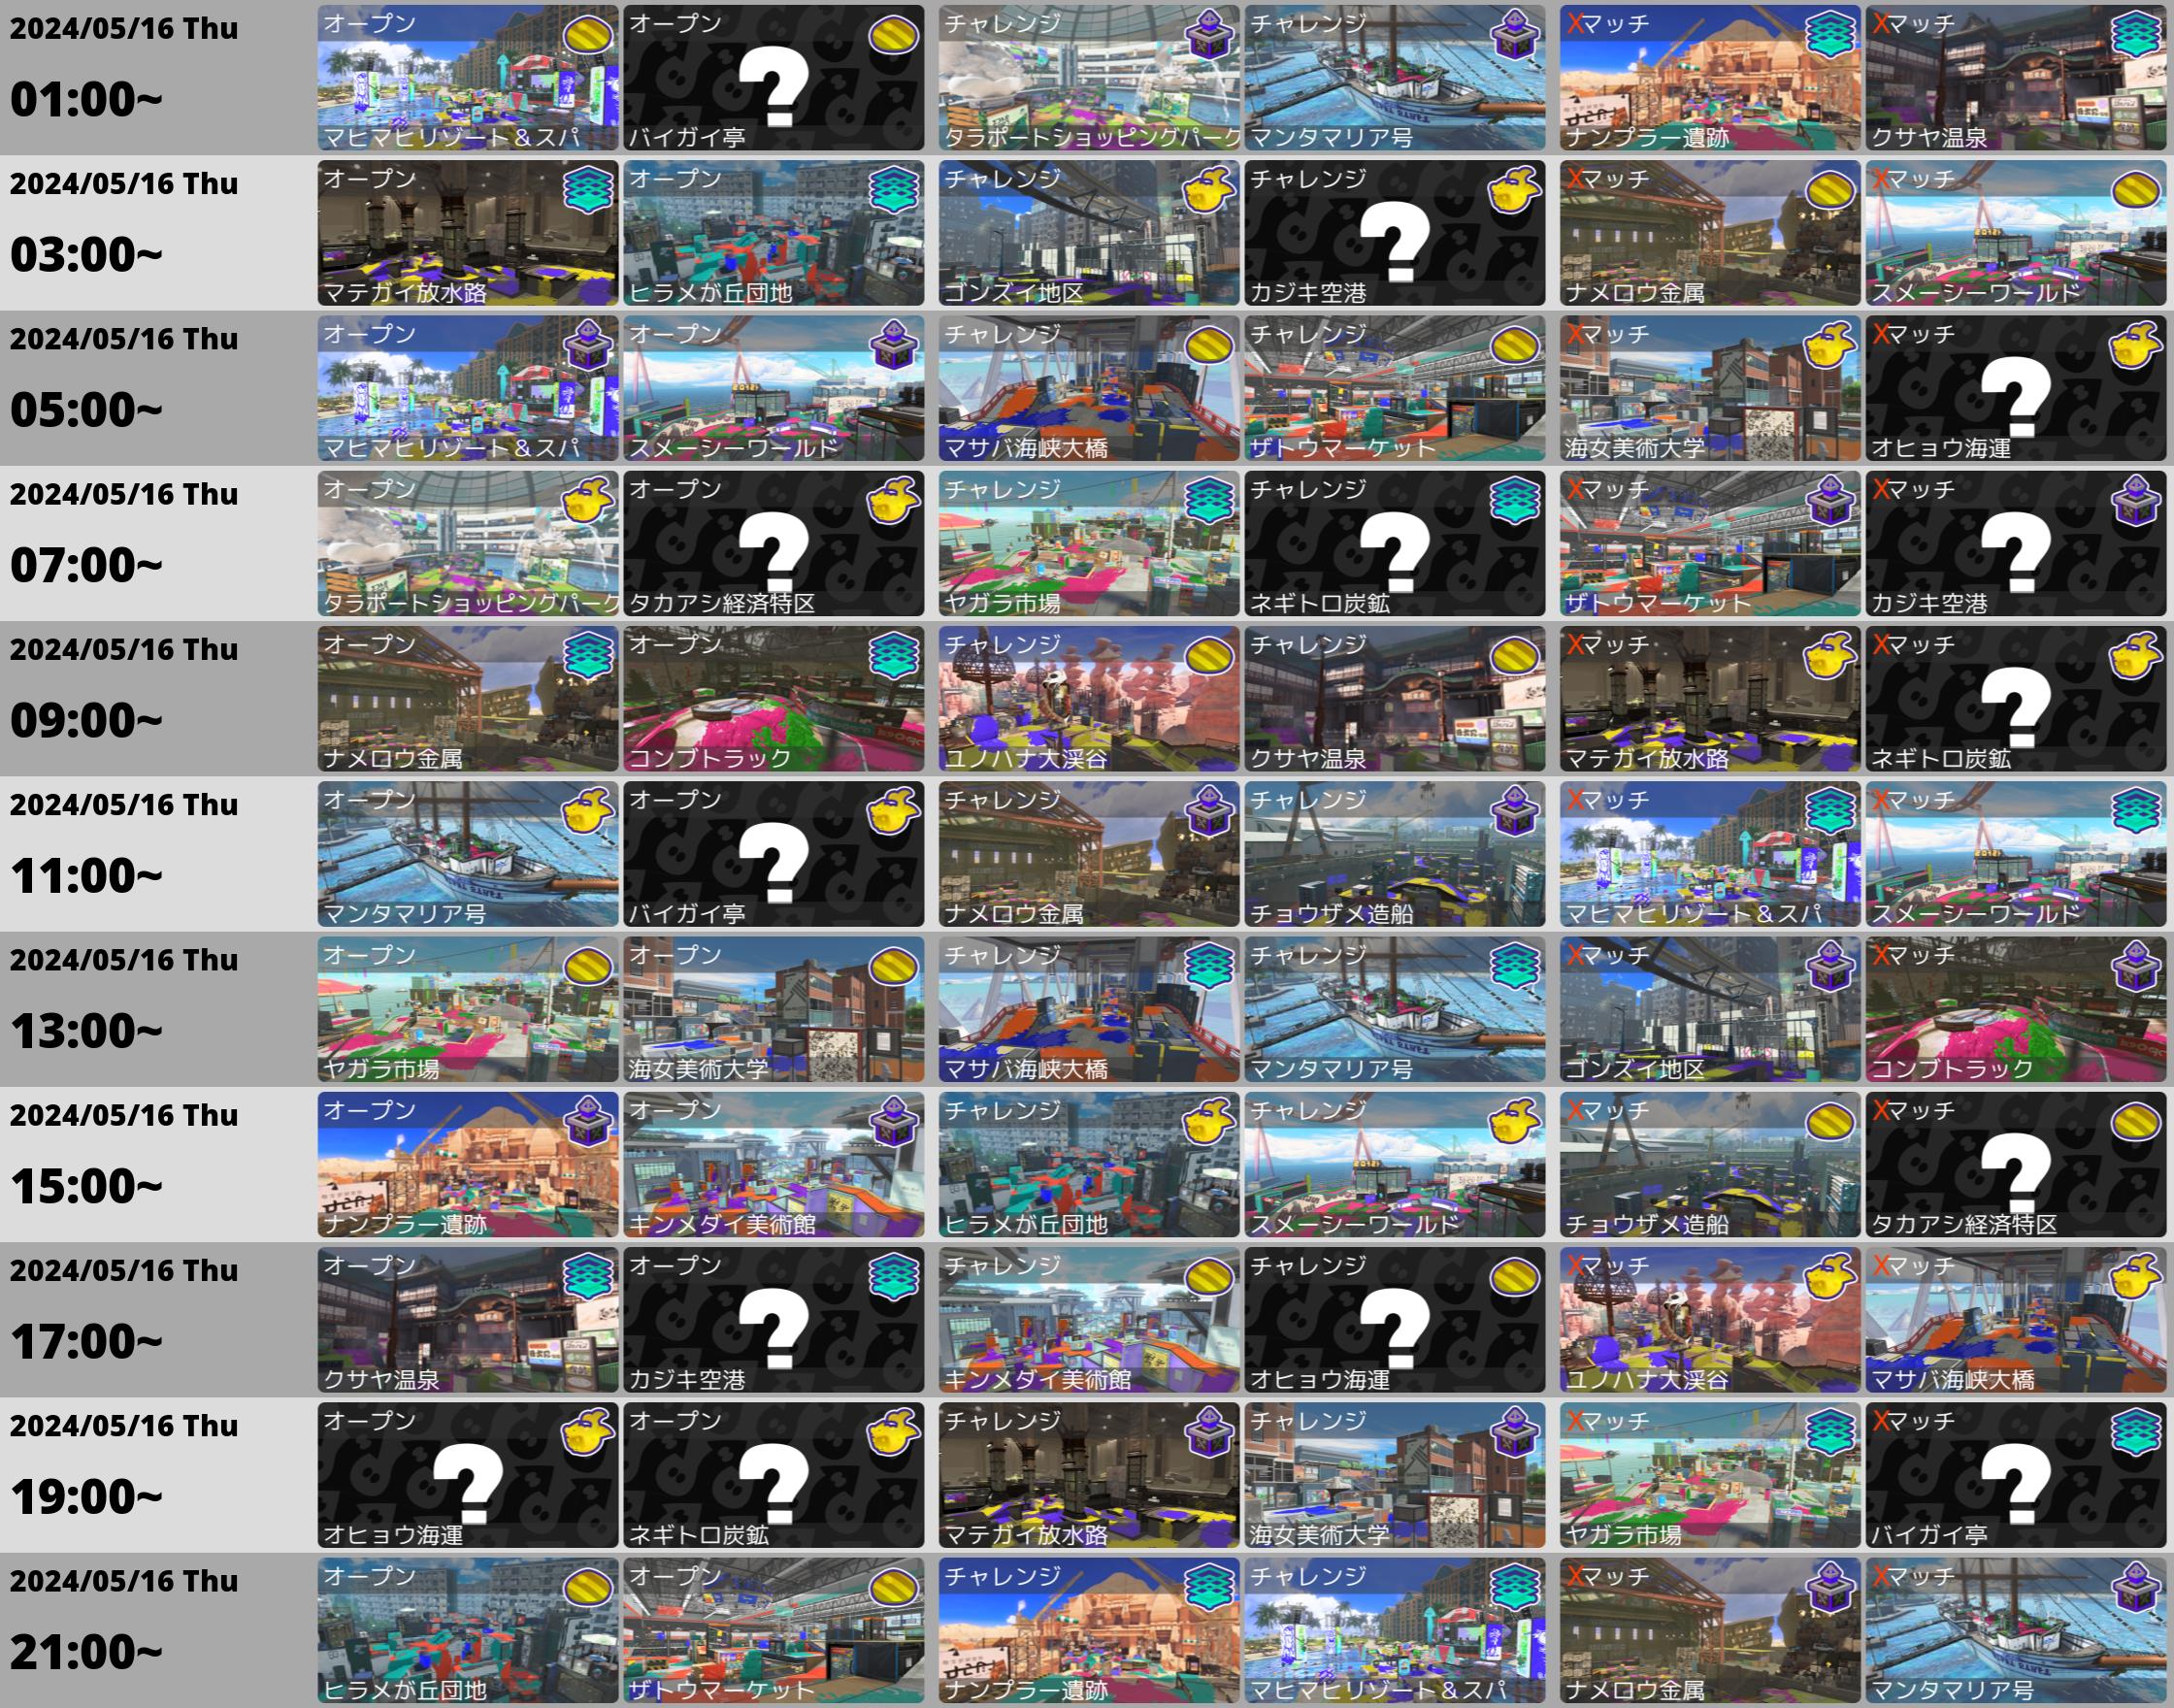 2024/05/16 Thu
01:00~
オープン
マヒマヒリゾート＆スパ
オープン
?
バイガイ亭
チャレンジ
タラポートショッピングパーク
チャレンジ
マンタマリア号
Xマッチ
ナンプラー遺跡
Xマッチ
クサヤ温泉
2024/05/16 Thu
03:00~
オープン
マテガイ放水路
オープン
ヒラメが丘団地
チャレンジ
ゴンズイ地区
チャレンジ
?
カジキ空港
Xマッチ
ナメロウ金属
Xマッチ
スメーシーワールド
2024/05/16 Thu
05:00~
オープン
マヒマヒリゾート＆スパ
オープン
スメーシーワールド
チャレンジ
マサバ海峡大橋
チャレンジ
ザトウマーケット
Xマッチ
海女美術大学
Xマッチ
?
オヒョウ海運
2024/05/16 Thu
07:00~
オープン
タラポートショッピングパーク
オープン
?
タカアシ経済特区
チャレンジ
ヤガラ市場
チャレンジ
?
ネギトロ炭鉱
Xマッチ
ザトウマーケット
Xマッチ
?
カジキ空港
2024/05/16 Thu
09:00~
オープン
ナメロウ金属
オープン
コンブトラック
チャレンジ
ユノハナ大渓谷
チャレンジ
クサヤ温泉
Xマッチ
マテガイ放水路
Xマッチ
?
ネギトロ炭鉱
2024/05/16 Thu
11:00~
オープン
マンタマリア号
オープン
?
バイガイ亭
チャレンジ
ナメロウ金属
チャレンジ
チョウザメ造船
Xマッチ
マヒマヒリゾート＆スパ
Xマッチ
スメーシーワールド
2024/05/16 Thu
13:00~
オープン
ヤガラ市場
オープン
海女美術大学
チャレンジ
マサバ海峡大橋
チャレンジ
マンタマリア号
Xマッチ
ゴンズイ地区
Xマッチ
コンブトラック
2024/05/16 Thu
15:00~
オープン
ナンプラー遺跡
オープン
キンメダイ美術館
チャレンジ
ヒラメが丘団地
チャレンジ
スメーシーワールド
Xマッチ
チョウザメ造船
Xマッチ
?
タカアシ経済特区
2024/05/16 Thu
17:00~
オープン
クサヤ温泉
オープン
?
カジキ空港
チャレンジ
キンメダイ美術館
チャレンジ
?
オヒョウ海運
Xマッチ
ユノハナ大渓谷
Xマッチ
マサバ海峡大橋
2024/05/16 Thu
19:00~
オープン
?
オヒョウ海運
オープン
?
ネギトロ炭鉱
チャレンジ
マテガイ放水路
チャレンジ
海女美術大学
Xマッチ
ヤガラ市場
Xマッチ
?
バイガイ亭
2024/05/16 Thu
21:00~
オープン
ヒラメが丘団地
オープン
ザトウマーケット
チャレンジ
ナンプラー遺跡
チャレンジ
マヒマヒリゾート＆スパ
Xマッチ
ナメロウ金属
Xマッチ
マンタマリア号